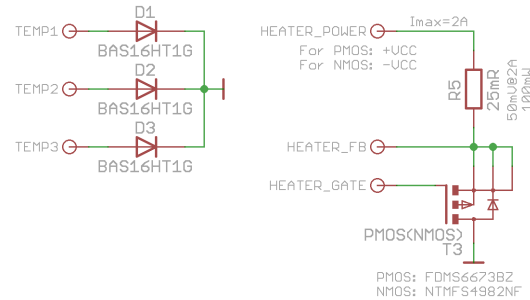 D1
TEMP1
BAS16HT1G
D2
TEMP2
BAS16HT1G
D3
TEMP3
BAS16HT1G
HEATER_POWER
Imax=2A
For PMOS: +VCC
For NMOS: -VCC
R5
25mR
50mV@2A
100mW
HEATER_FB
HEATER_GATE
PMOS(NMOS)
T3
PMOS: FDMS6673BZ
NMOS: NTMFS4982NF